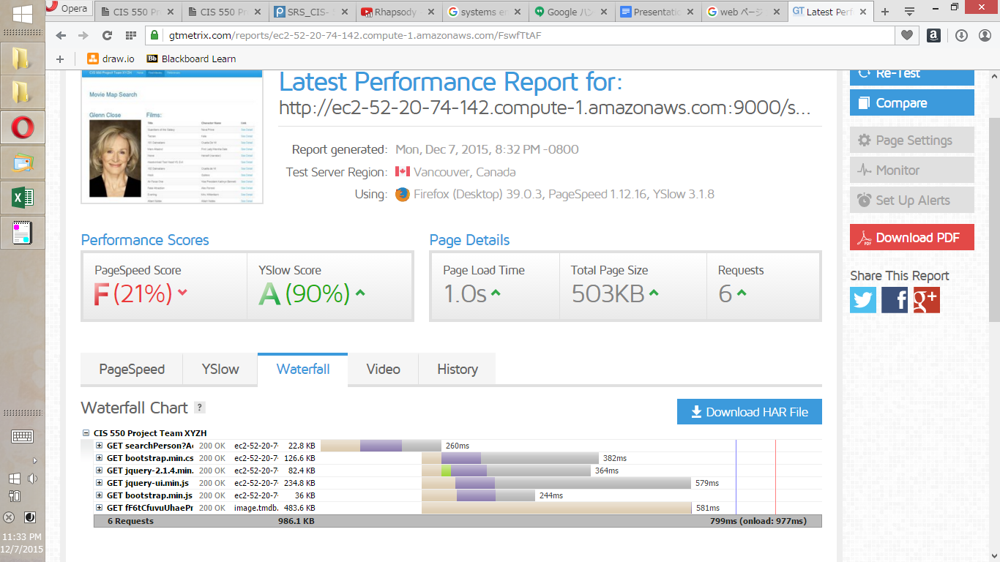 Opera
CIS 550 Pr
CIS 550 Pr
SRS_CIS-
Rhapsody
systems en
Google ハン
Presentatio
web ページ
GT Latest Perf
gtmetrix.com/reports/ec2-52-20-74-142.compute-1.amazonaws.com/FswfTtAF
draw.io
Bb Blackboard Learn
CIS 550 Project Team XYZH
Movie Map Search
Glenn Close
Films:
Latest Performance Report for:
http://ec2-52-20-74-142.compute-1.amazonaws.com:9000/s...
Report generated: Mon, Dec 7, 2015, 8:32 PM -0800
Test Server Region: Vancouver, Canada
Using: Firefox (Desktop) 39.0.3, PageSpeed 1.12.16, YSlow 3.1.8
Re-Test
Compare
Page Settings
Monitor
Set Up Alerts
PDF Download PDF
Share This Report
Performance Scores
PageSpeed Score
F (21%)
YSlow Score
A (90%)
Page Details
Page Load Time
1.0s
Total Page Size
503KB
Requests
6
PageSpeed
YSlow
Waterfall
Video
History
Waterfall Chart ?
Download HAR File
CIS 550 Project Team XYZH
GET searchPerson?Ac 200 OK ec2-52-20-74 22.8 KB 260ms
GET bootstrap.min.cs 200 OK ec2-52-20-74 126.6 KB 382ms
GET jquery-2.1.4.min. 200 OK ec2-52-20-74 82.4 KB 364ms
GET jquery-ui.min.js 200 OK ec2-52-20-74 234.8 KB 579ms
GET bootstrap.min.js 200 OK ec2-52-20-74 36 KB 244ms
GET fF6tCfuvuUhaePr 200 OK image.tmdb. 483.6 KB 581ms
6 Requests 986.1 KB 799ms (onload: 977ms)
11:33 PM
12/7/2015